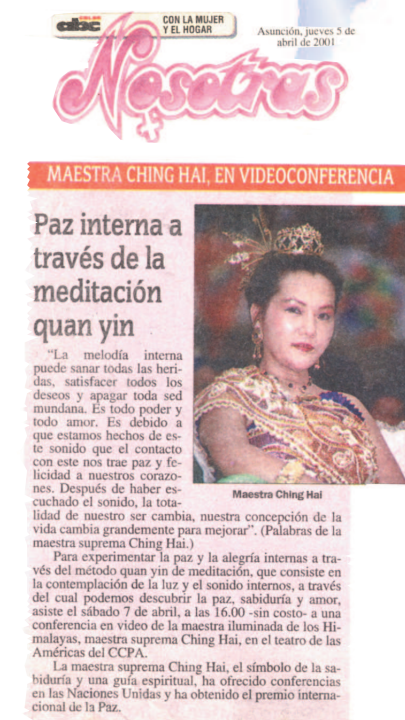 abc
COLOR
CON LA MUJER
Y EL HOGAR
Asunción, jueves 5 de
abril de 2001
Nosotras
MAESTRA CHING HAI, EN VIDEOCONFERENCIA
Paz interna a
través de la
meditación
quan yin
“La melodía interna
puede sanar todas las heri-
das, satisfacer todos los
deseos y apagar toda sed
mundana. Es todo poder y
todo amor. Es debido a
que estamos hechos de es-
te sonido que el contacto
con este nos trae paz y fe-
licidad a nuestros corazo-
nes. Después de haber es-
cuchado el sonido, la tota-
lidad de nuestro ser cambia, nuestra concepción de la
vida cambia grandemente para mejorar”. (Palabras de la
maestra suprema Ching Hai.)
Maestra Ching Hai
Para experimentar la paz y la alegría internas a tra-
vés del método quan yin de meditación, que consiste en
la contemplación de la luz y el sonido internos, a través
del cual podemos descubrir la paz, sabiduría y amor,
asiste el sábado 7 de abril, a las 16.00 -sin costo- a una
conferencia en video de la maestra iluminada de los Hi-
malayas, maestra suprema Ching Hai, en el teatro de las
Américas del CCPA.
La maestra suprema Ching Hai, el símbolo de la sa-
biduría y una guía espiritual, ha ofrecido conferencias
en las Naciones Unidas y ha obtenido el premio interna-
cional de la Paz.